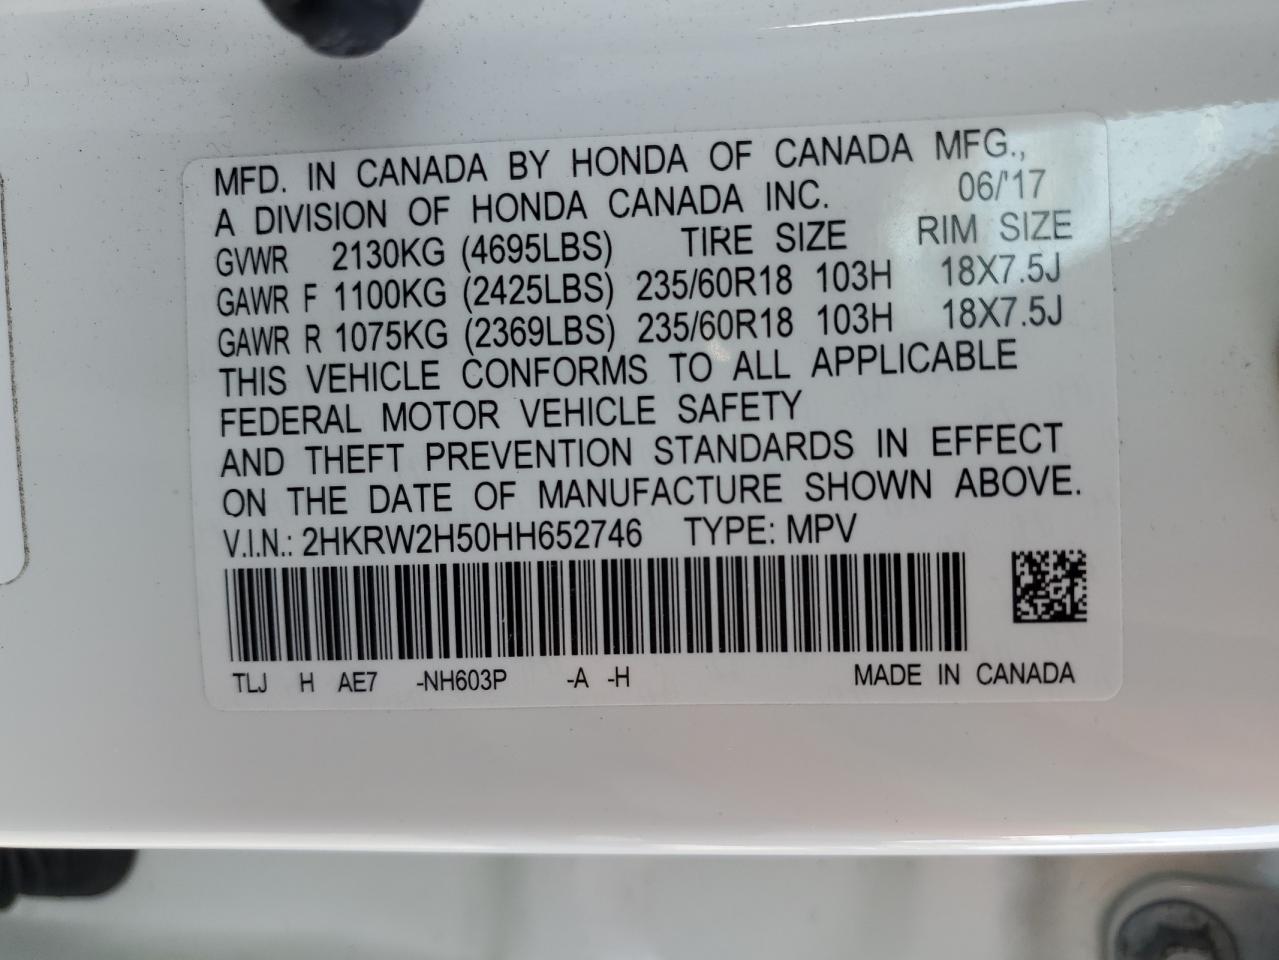 MFD. IN CANADA BY HONDA OF CANADA MFG.,
A DIVISION OF HONDA CANADA INC. 06/'17
GVWR 2130KG (4695LBS) TIRE SIZE RIM SIZE
GAWR F 1100KG (2425LBS) 235/60R18 103H 18X7.5J
GAWR R 1075KG (2369LBS) 235/60R18 103H 18X7.5J
THIS VEHICLE CONFORMS TO ALL APPLICABLE
FEDERAL MOTOR VEHICLE SAFETY
AND THEFT PREVENTION STANDARDS IN EFFECT
ON THE DATE OF MANUFACTURE SHOWN ABOVE.
V.I.N.: 2HKRW2H50HH652746 TYPE: MPV
TLJ H AE7 -NH603P -A -H MADE IN CANADA